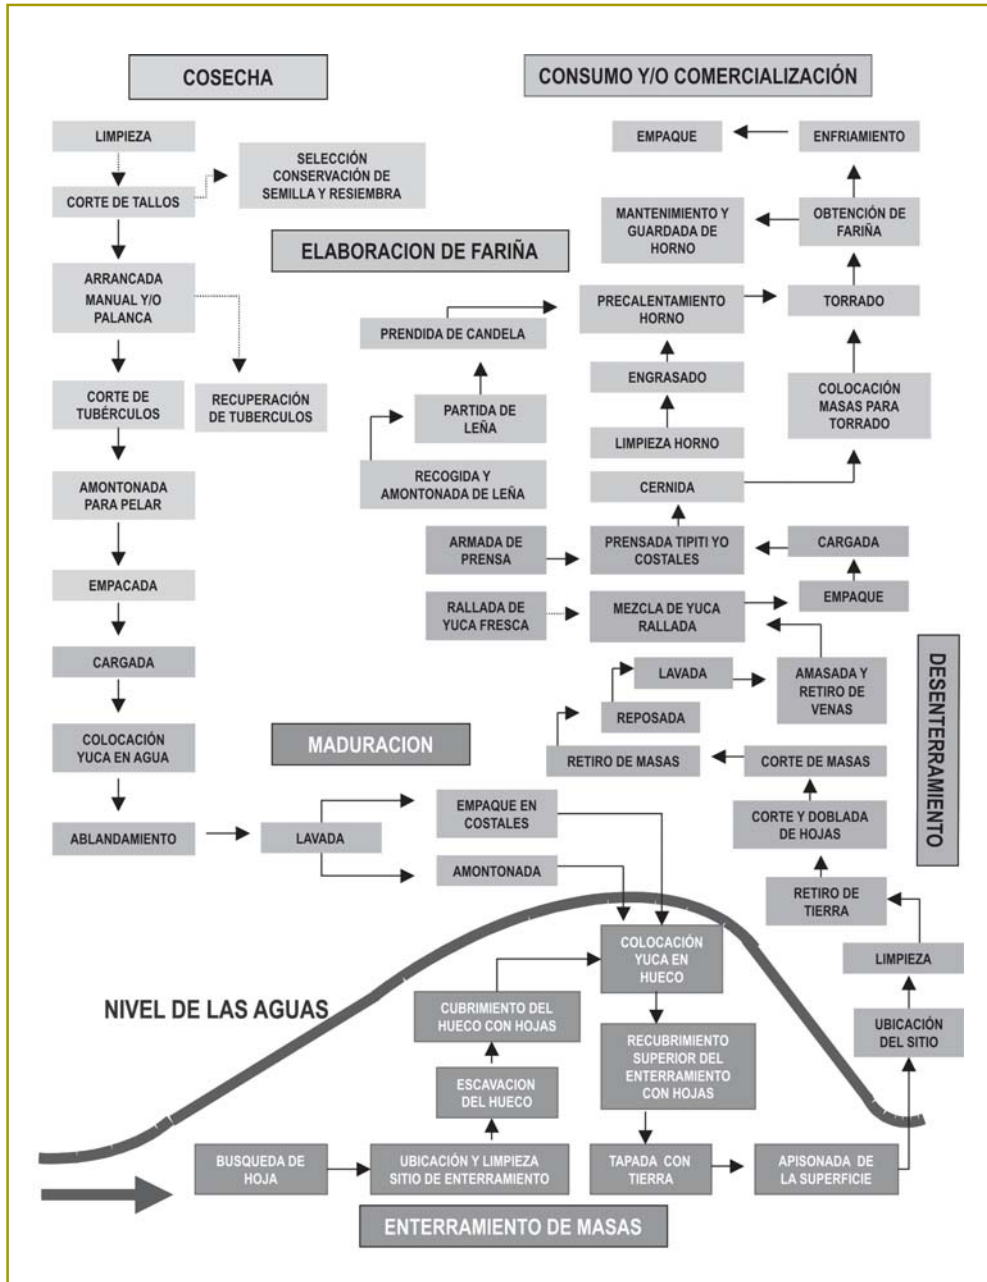 COSECHA
LIMPIEZA
CORTE DE TALLOS
SELECCIÓN
CONSERVACIÓN DE
SEMILLA Y RESIEMBRA
ARRANCADA
MANUAL Y/O
PALANCA
CORTE DE
TUBÉRCULOS
RECUPERACIÓN
DE TUBERCULOS
AMONTONADA
PARA PELAR
EMPACADA
CARGADA
COLOCACIÓN
YUCA EN AGUA
ABLANDAMIENTO
CONSUMO Y/O COMERCIALIZACIÓN
EMPAQUE
ENFRIAMIENTO
MANTENIMIENTO Y
GUARDADA DE
HORNO
OBTENCIÓN DE
FARIÑA
ELABORACION DE FARIÑA
PRENDIDA DE CANDELA
PRECALENTAMIENTO
HORNO
TORRADO
PARTIDA DE
LEÑA
ENGRASADO
COLOCACIÓN
MASAS PARA
TORRADO
RECOGIDA Y
AMONTONADA DE LEÑA
LIMPIEZA HORNO
CERNIDA
ARMADA DE
PRENSA
PRENSADA TIPITI YO
COSTALES
CARGADA
RALLADA DE
YUCA FRESCA
MEZCLA DE YUCA
RALLADA
EMPAQUE
DESENTERRAMIENTO
LAVADA
AMASADA Y
RETIRO DE
VENAS
REPOSADA
RETIRO DE MASAS
CORTE DE MASAS
CORTE Y DOBLADA
DE HOJAS
RETIRO DE
TIERRA
LIMPIEZA
UBICACIÓN
DEL SITIO
MADURACION
LAVADA
EMPAQUE EN
COSTALES
AMONTONADA
NIVEL DE LAS AGUAS
COLOCACIÓN
YUCA EN
HUECO
CUBRIMIENTO DEL
HUECO CON HOJAS
RECUBRIMIENTO
SUPERIOR DEL
ENTERRAMIENTO
CON HOJAS
ESCAVACION
DEL HUECO
BUSQUEDA DE
HOJA
UBICACIÓN Y LIMPIEZA
SITIO DE ENTERRAMIENTO
TAPADA CON
TIERRA
APISONADA DE
LA SUPERFICIE
ENTERRAMIENTO DE MASAS